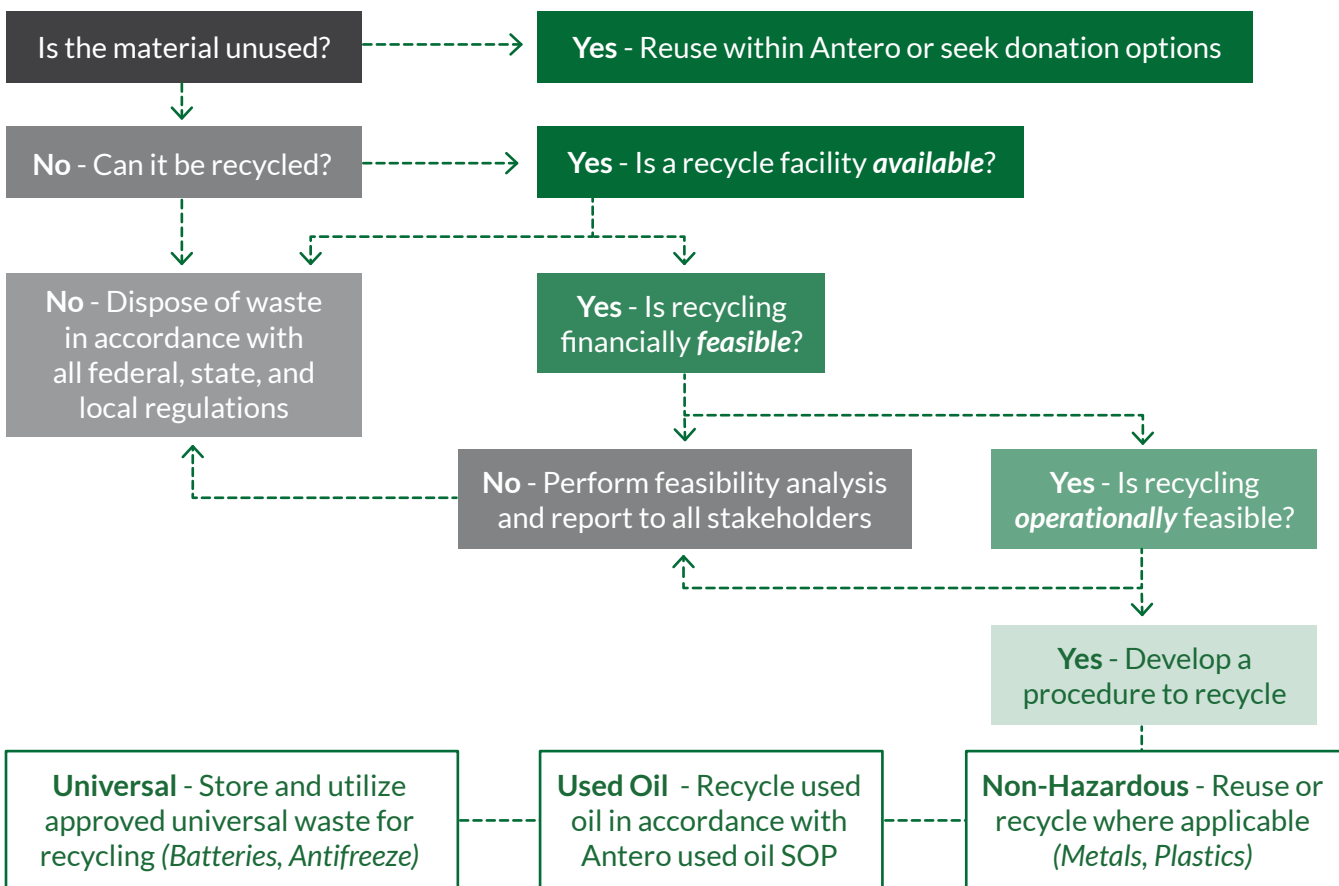 Is the material unused?
Yes - Reuse within Antero or seek donation options
No - Can it be recycled?
Yes - Is a recycle facility available?
No - Dispose of waste
in accordance with
all federal, state, and
local regulations
Yes - Is recycling
financially feasible?
No - Perform feasibility analysis
and report to all stakeholders
Yes - Is recycling
operationally feasible?
Yes - Develop a
procedure to recycle
Universal - Store and utilize
approved universal waste for
recycling (Batteries, Antifreeze)
Used Oil - Recycle used
oil in accordance with
Antero used oil SOP
Non-Hazardous - Reuse or
recycle where applicable
(Metals, Plastics)